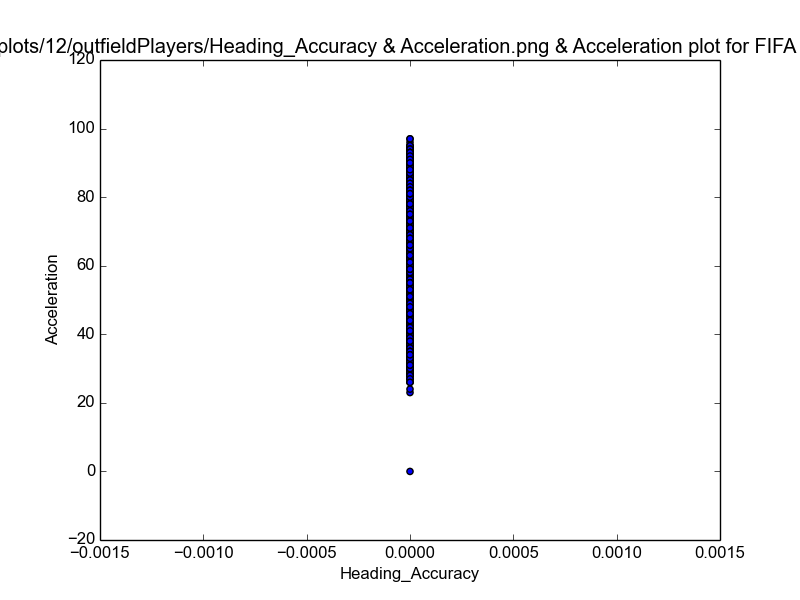 plots/12/outfieldPlayers/Heading_Accuracy & Acceleration.png & Acceleration plot for FIFA
120
100
80
60
40
20
0
−20
Acceleration
−0.0015 −0.0010 −0.0005 0.0000 0.0005 0.0010 0.0015
Heading_Accuracy